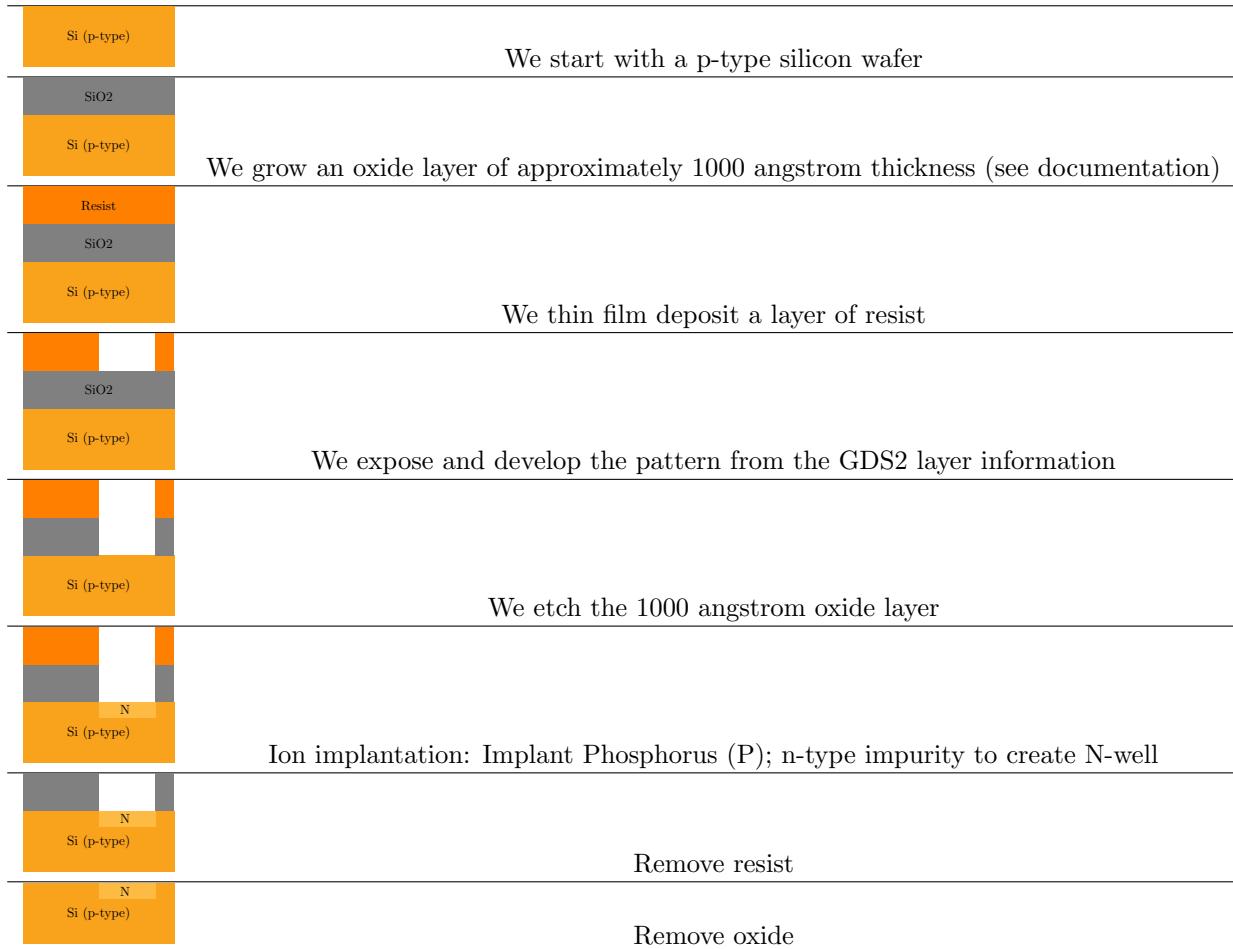 Si (p-type)
We start with a p-type silicon wafer
SiO2
Si (p-type)
We grow an oxide layer of approximately 1000 angstrom thickness (see documentation)
Resist
SiO2
Si (p-type)
We thin film deposit a layer of resist
SiO2
Si (p-type)
We expose and develop the pattern from the GDS2 layer information
Si (p-type)
We etch the 1000 angstrom oxide layer
N
Si (p-type)
Ion implantation: Implant Phosphorus (P); n-type impurity to create N-well
N
Si (p-type)
Remove resist
N
Si (p-type)
Remove oxide